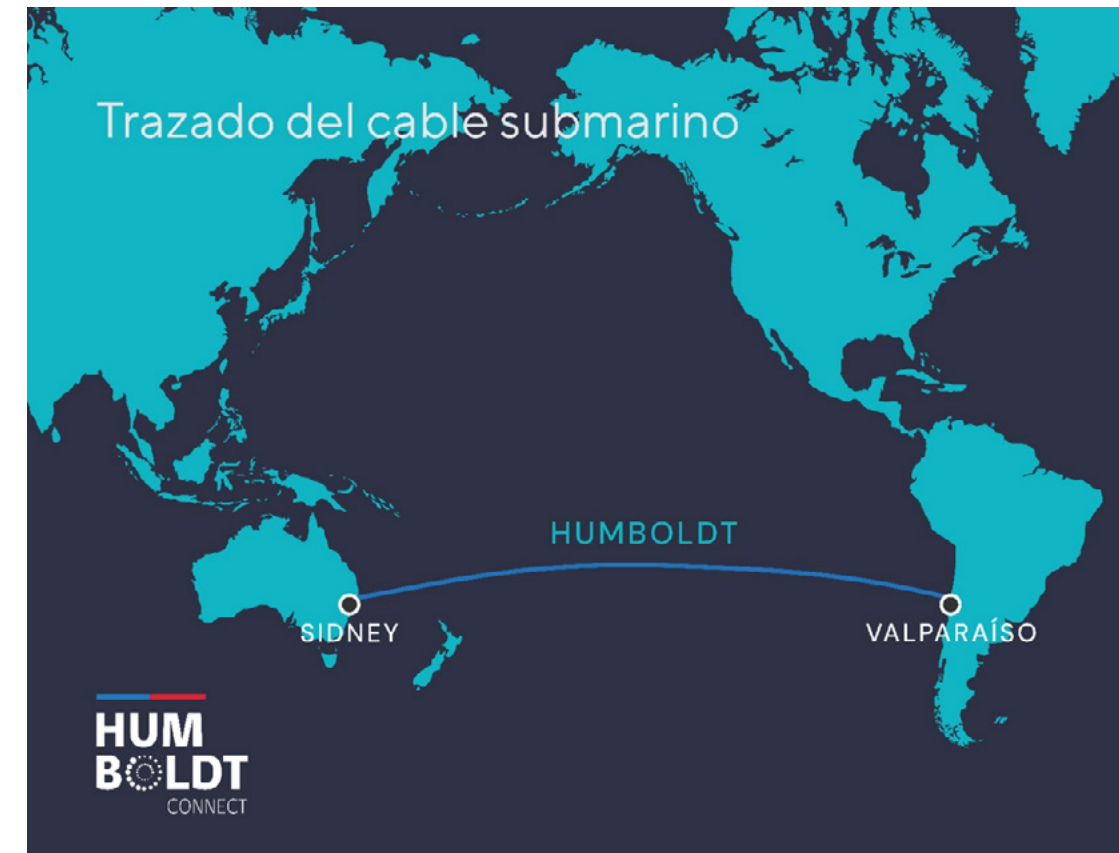 Trazado del cable submarino
HUMBOLDT
SIDNEY
VALPARAÍSO
HUM
BOLDT
CONNECT